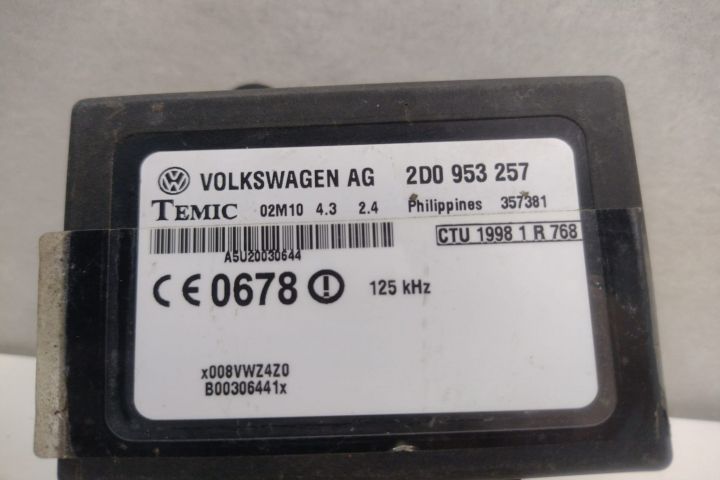 VOLKSWAGEN AG 2D0 953 257
TEMIC 02M10 4.3 2.4 Philippines 357381
CTU 1998 1 R 768
A5U20030644
CE 0678 125 kHz
x008VWZ4Z0
B00306441x